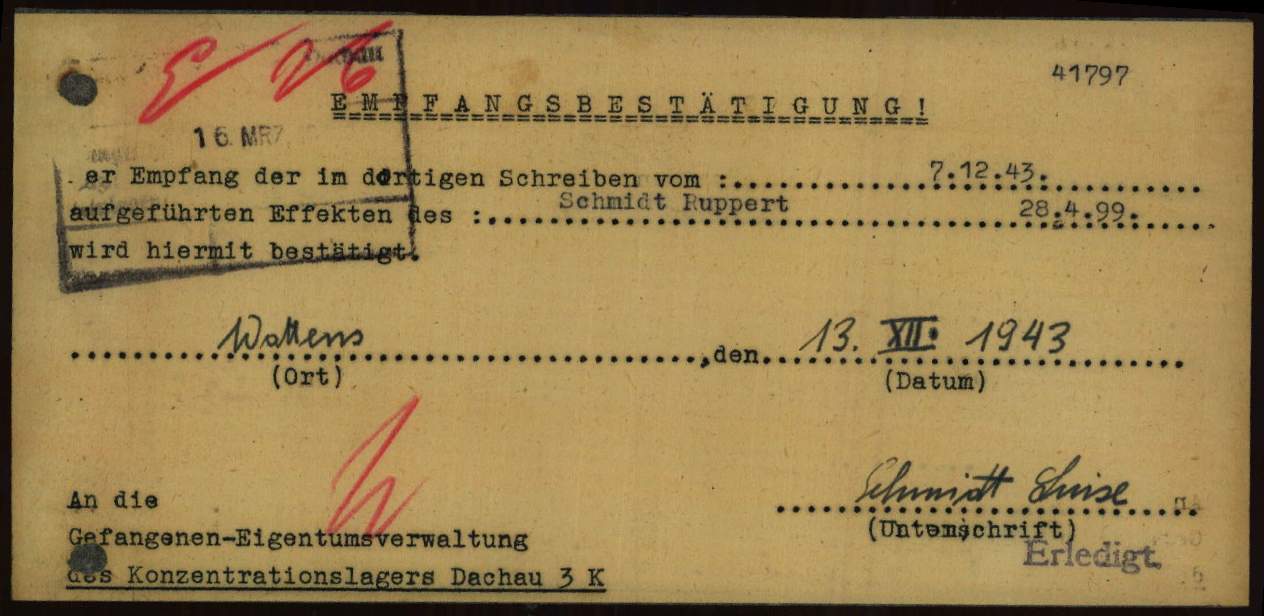 41797
EMPFANGSBESTÄTIGUNG!
16. MRZ.
er Empfang der im dortigen Schreiben vom :.......7.12.43.......
aufgeführten Effekten des :....Schmidt Ruppert.......28.4.99.......
wird hiermit bestätigt.
Wattens, den 13. XII. 1943
(Ort) (Datum)
Schmidt Luise
An die
(Unterschrift)
Gefangenen-Eigentumsverwaltung
Erledigt.
des Konzentrationslagers Dachau 3 K